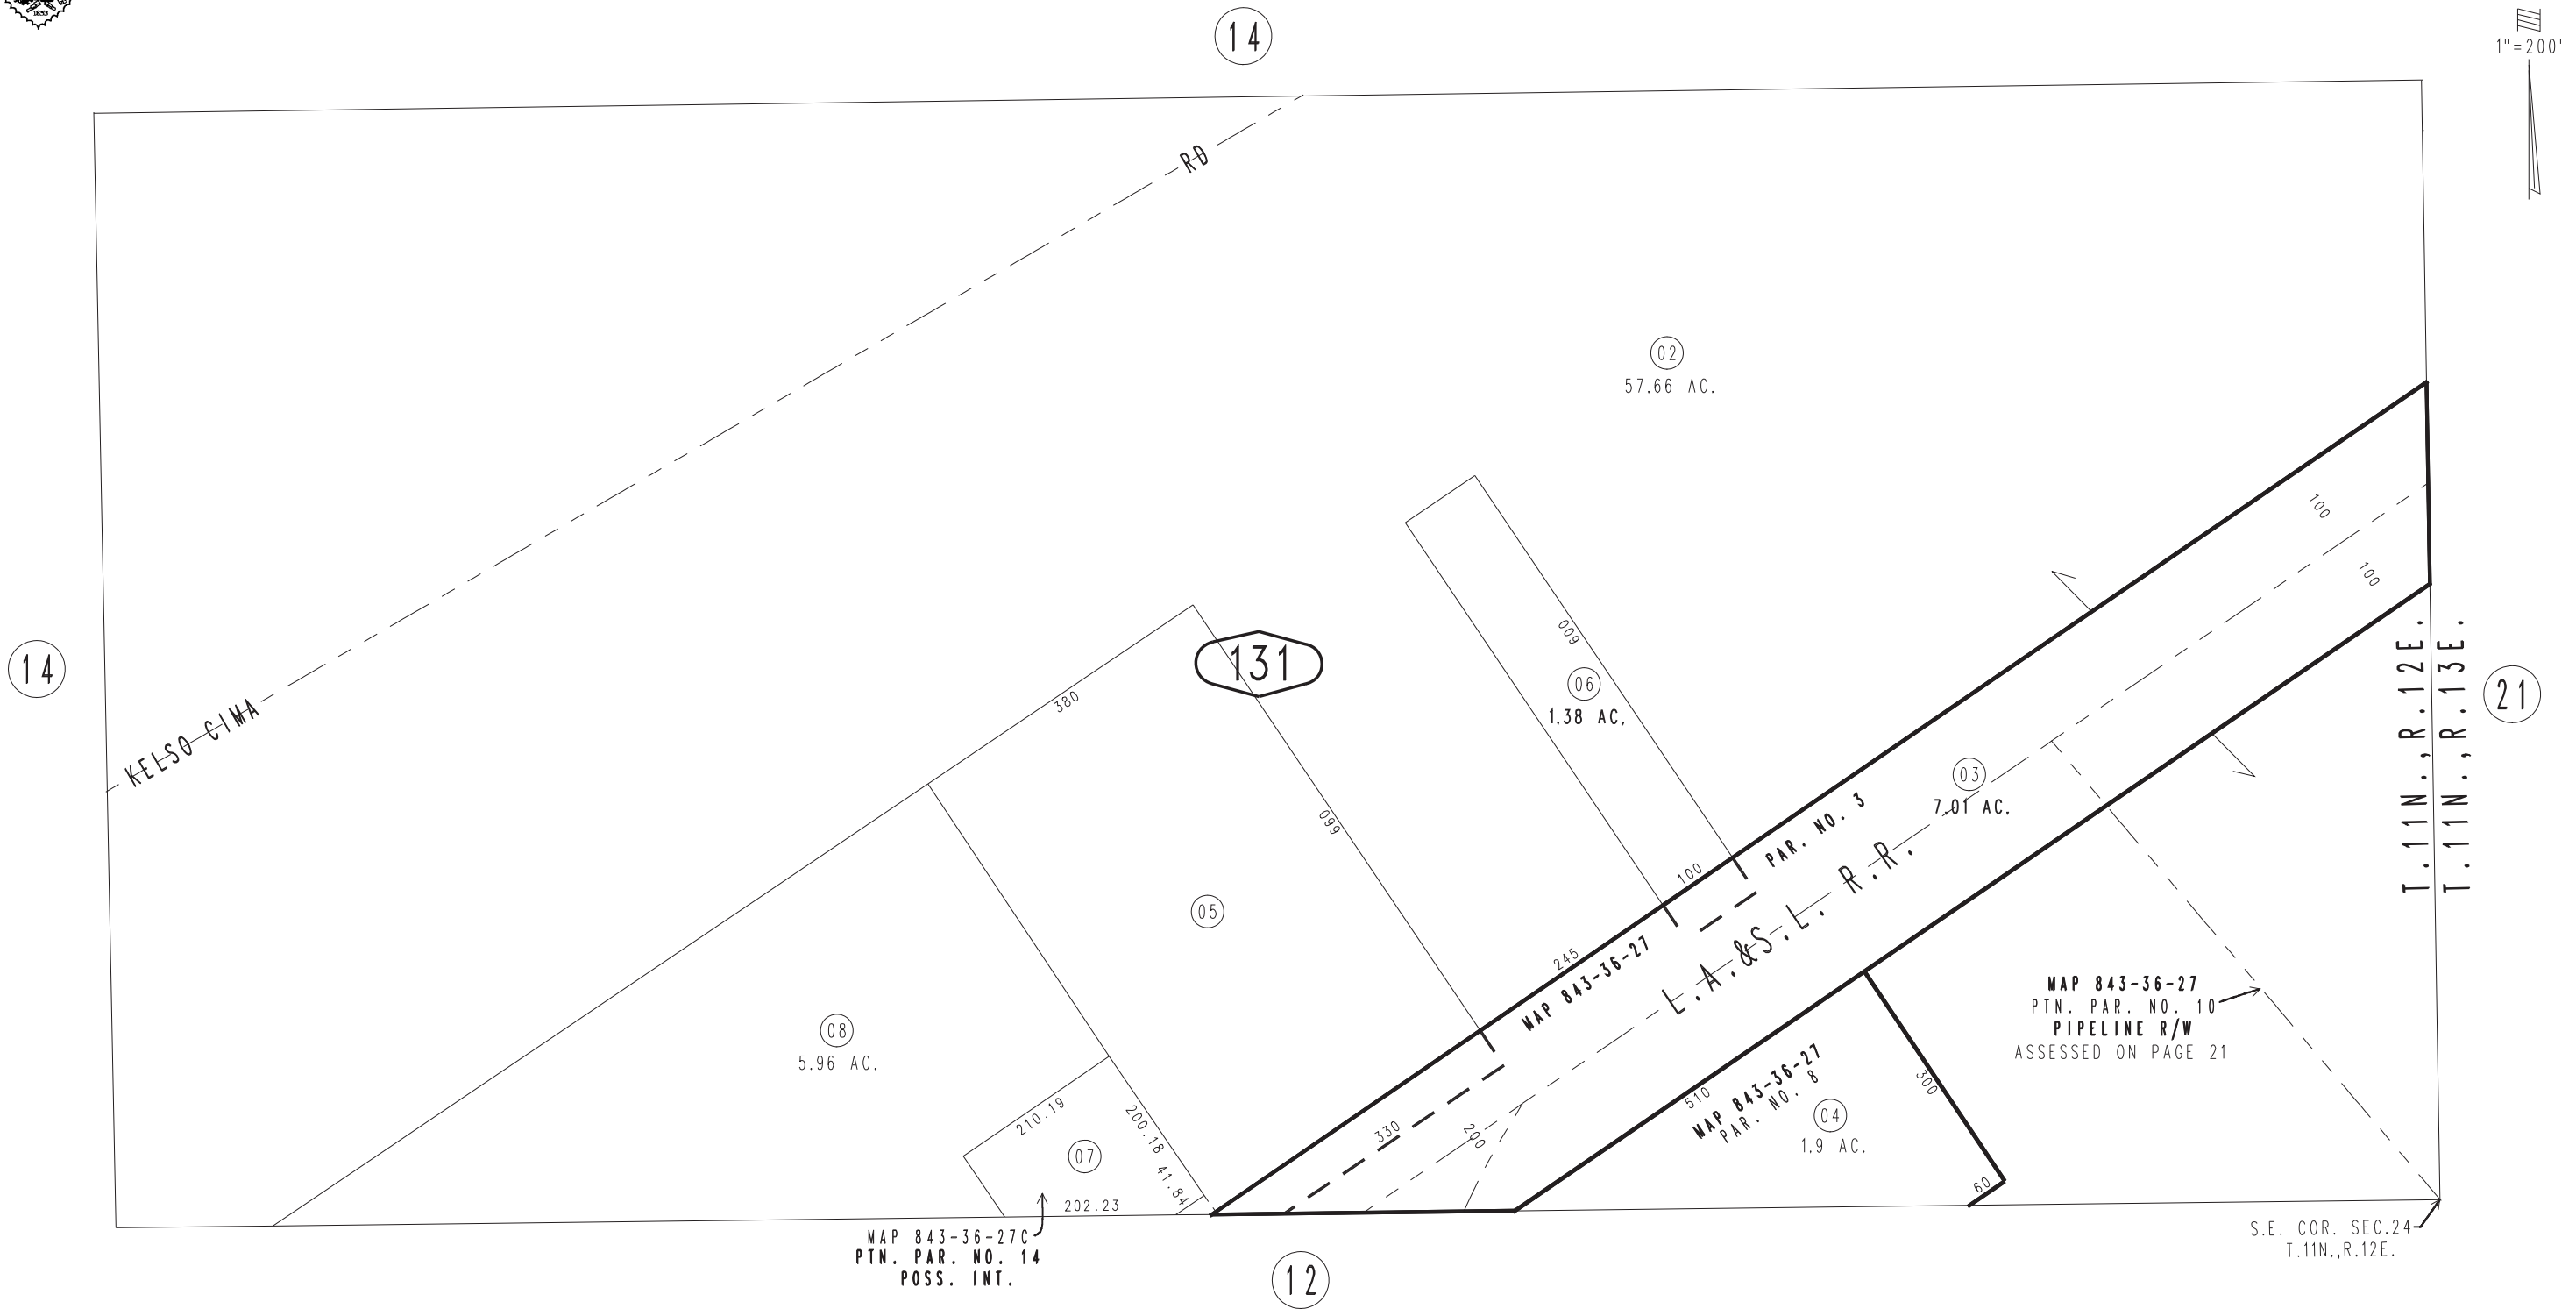 1853
14
1"=200'
RD
02
57.66 AC.
100
100
14
KELSO CIMA
380
131
600
06
1.38 AC.
T.11N.,R.12E.
T.11N.,R.13E.
21
660
03
7.01 AC.
PAR. NO. 3
100
L.A.&S.L. R.R.
245
MAP 843-36-27
05
08
5.96 AC.
MAP 843-36-27
PTN. PAR. NO. 10
PIPELINE R/W
ASSESSED ON PAGE 21
330
200
510
MAP 843-36-27
PAR. NO. 8
300
04
1.9 AC.
60
210.19
200.18
41.84
07
202.23
MAP 843-36-27C
PTN. PAR. NO. 14
POSS. INT.
12
S.E. COR. SEC.24
T.11N.,R.12E.